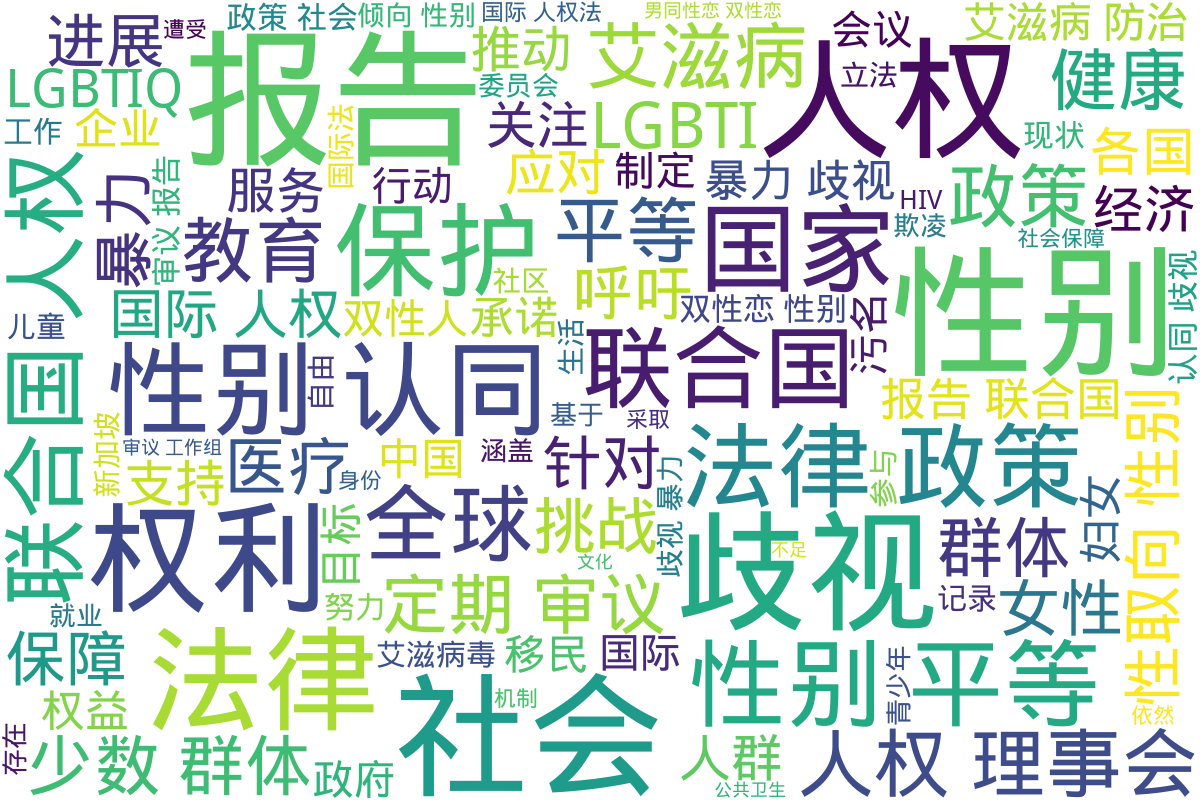 政策 社会
倾向 性别
国际 人权法
男同性恋 双性恋
进展
遭受
报告
推动
艾滋病
人权
会议
艾滋病 防治
LGBTIQ
委员会
立法
健康
工作
企业
国际法
关注
LGBTI
现状
各国
联合国 人权
暴力
审议 报告
服务
行动
应对
制定
暴力 歧视
HIV
政策
经济
教育
保护
平等
国家
欺凌
社会保障
性别
认同 歧视
社区
呼吁
国际 人权
双性人
承诺
双性恋 性别
污名
儿童
性别 认同
自由
生活
联合国
报告 联合国
新加坡
基于
采取
审议 工作组
医疗
中国
涵盖
针对
法律 政策
性取向 性别
支持
身份
暴力 歧视
参与
妇女
权利
目标
全球
挑战
歧视
不足
群体
文化
定期 审议
记录
女性
就业
努力
保障
法律
艾滋病毒
移民
国际
性别 平等
青少年
权益
社会
机制
依然
存在
少数 群体
政府
人群
人权 理事会
公共卫生